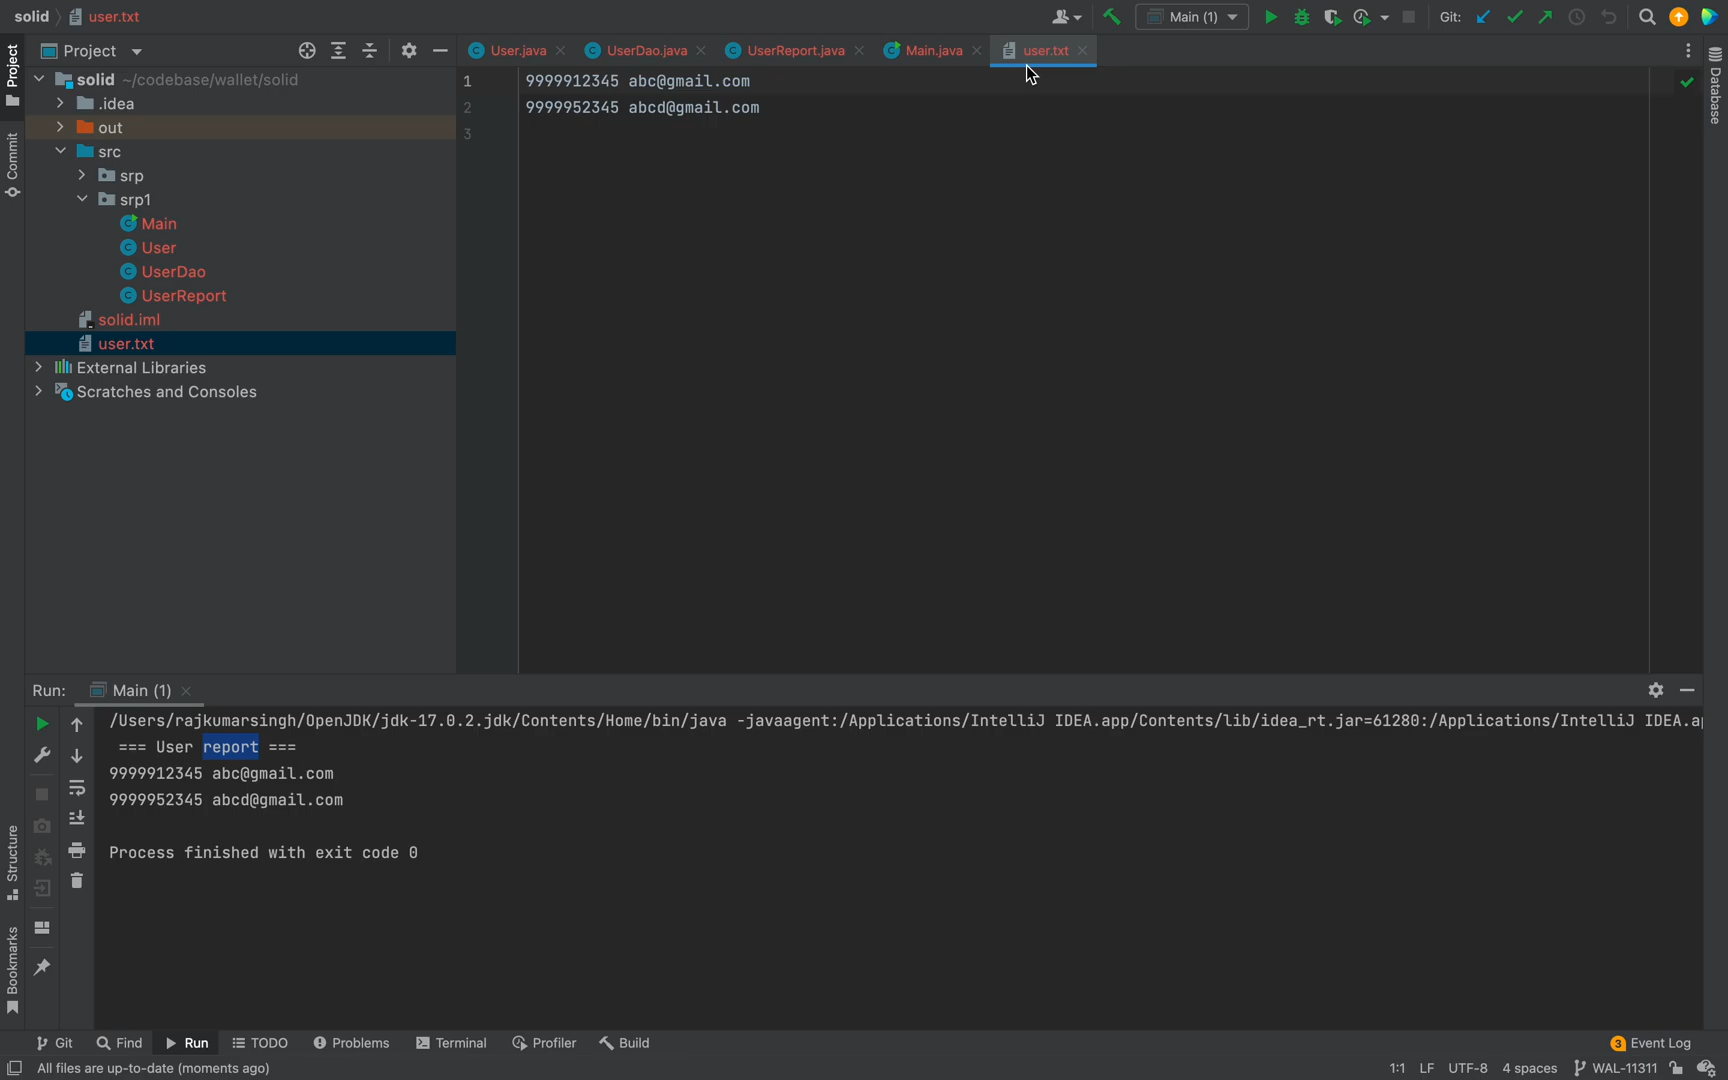 solid
user.txt
Main (1)
Git:
Project
User.java
UserDao.java
UserReport.java
Main.java
user.txt
Project
Commit
Structure
Bookmarks
Database
solid ~/codebase/wallet/solid
.idea
out
src
srp
srp1
Main
User
UserDao
UserReport
solid.iml
user.txt
External Libraries
Scratches and Consoles
1 9999912345 abc@gmail.com
2 9999952345 abcd@gmail.com
3
Run: Main (1)
/Users/rajkumarsingh/OpenJDK/jdk-17.0.2.jdk/Contents/Home/bin/java -javaagent:/Applications/IntelliJ IDEA.app/Contents/lib/idea_rt.jar=61280:/Applications/IntelliJ IDEA.a
=== User report ===
9999912345 abc@gmail.com
9999952345 abcd@gmail.com
Process finished with exit code 0
Git Find Run TODO Problems Terminal Profiler Build
3 Event Log
All files are up-to-date (moments ago)
1:1 LF UTF-8 4 spaces WAL-11311